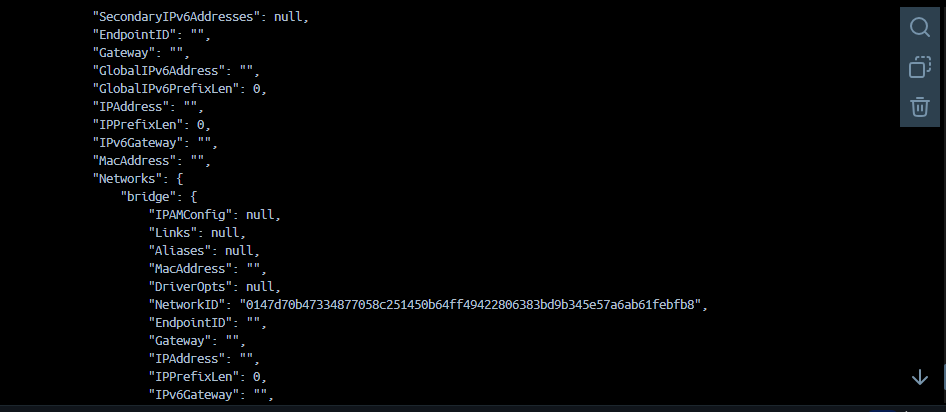 "SecondaryIPv6Addresses": null,
"EndpointID": "",
"Gateway": "",
"GlobalIPv6Address": "",
"GlobalIPv6PrefixLen": 0,
"IPAddress": "",
"IPPrefixLen": 0,
"IPv6Gateway": "",
"MacAddress": "",
"Networks": {
"bridge": {
"IPAMConfig": null,
"Links": null,
"Aliases": null,
"MacAddress": "",
"DriverOpts": null,
"NetworkID": "0147d70b47334877058c251450b64ff49422806383bd9b345e57a6ab61febfb8",
"EndpointID": "",
"Gateway": "",
"IPAddress": "",
"IPPrefixLen": 0,
"IPv6Gateway": "",